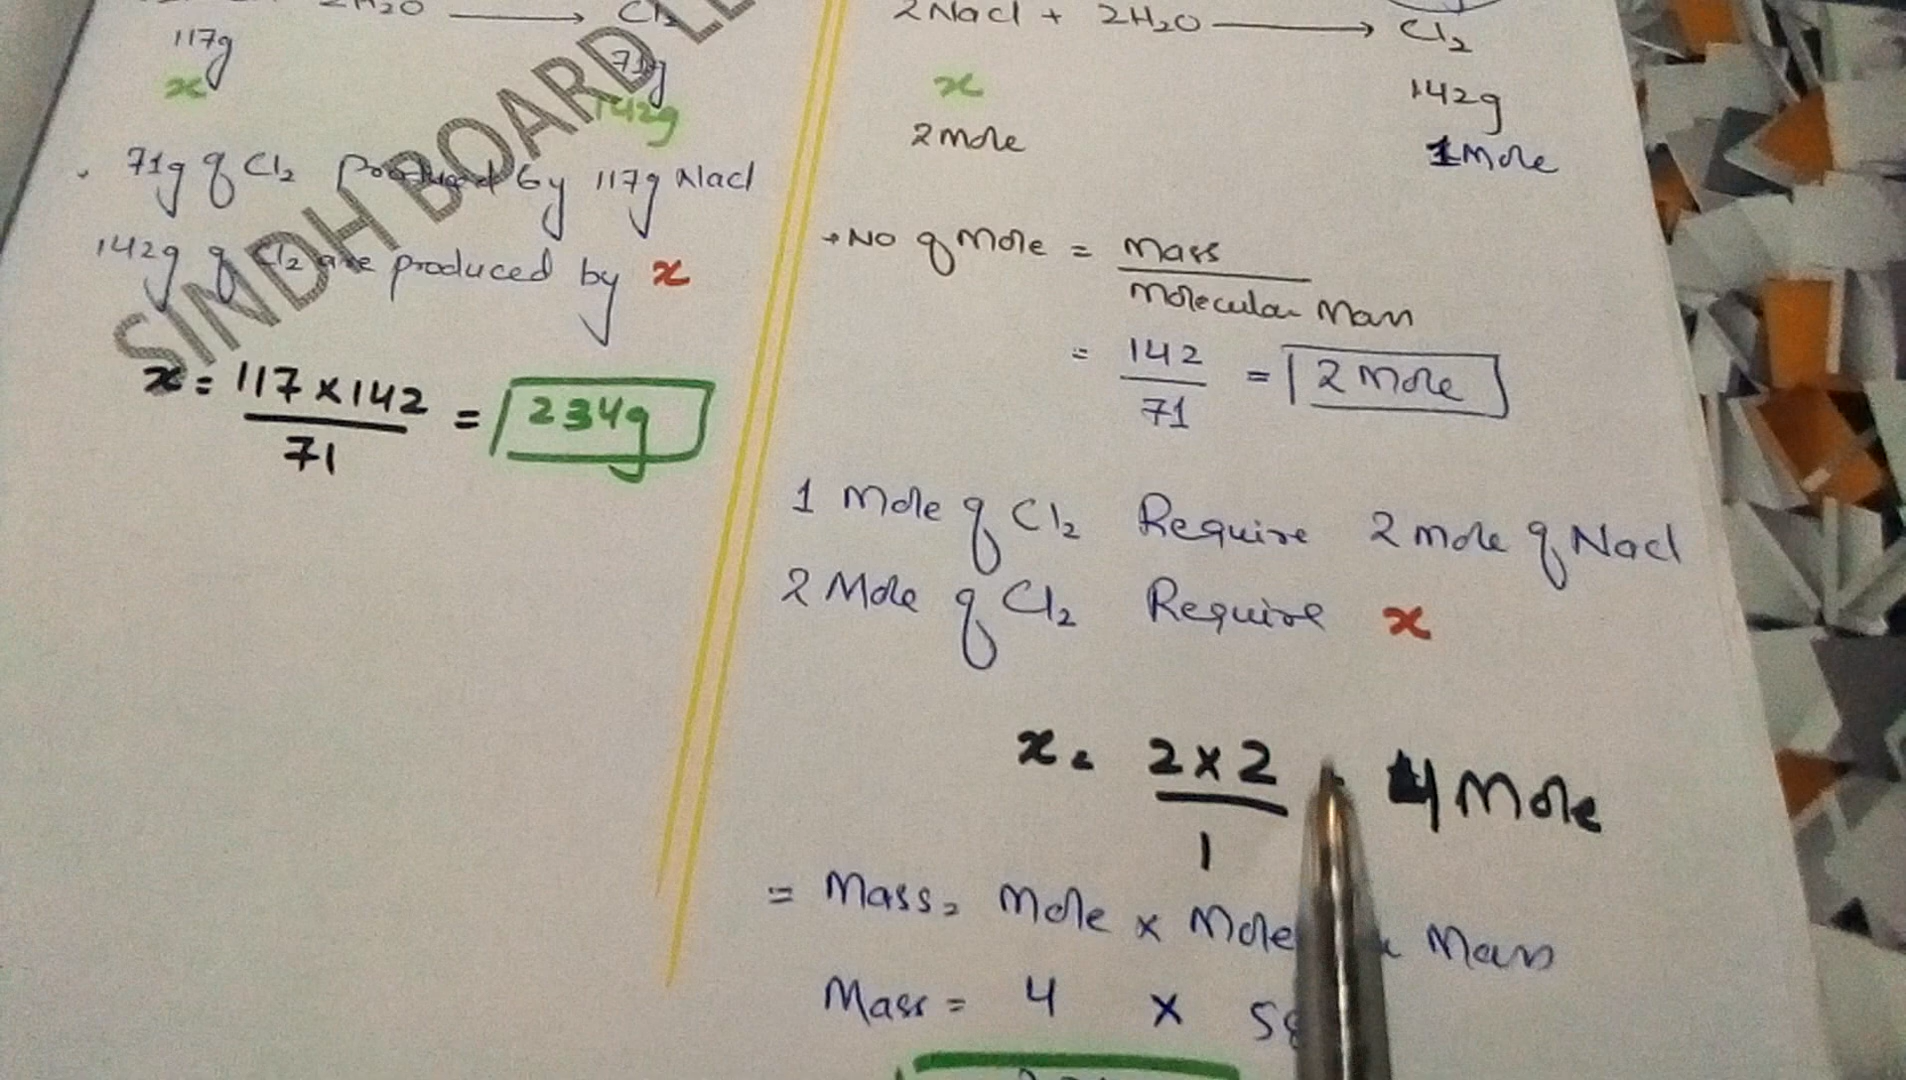 2H₂O ⟶ Cl₂
117g 71g
x 142g
71g of Cl₂ produced by 117g Nacl
142g of Cl₂ are produced by x
x = 117 x 142 = 234g
71
SINDH BOARD
2Nacl + 2H₂O ⟶ Cl₂
x 142g
2 mole 1 Mole
No of Mole = Mass
Molecular Mass
= 142 = 2 Mole
71
1 Mole of Cl₂ Require 2 mole of Nacl
2 Mole of Cl₂ Require x
x = 2 x 2 = 4 Mole
1
= Mass = Mole x Mass
Mass = 4 x